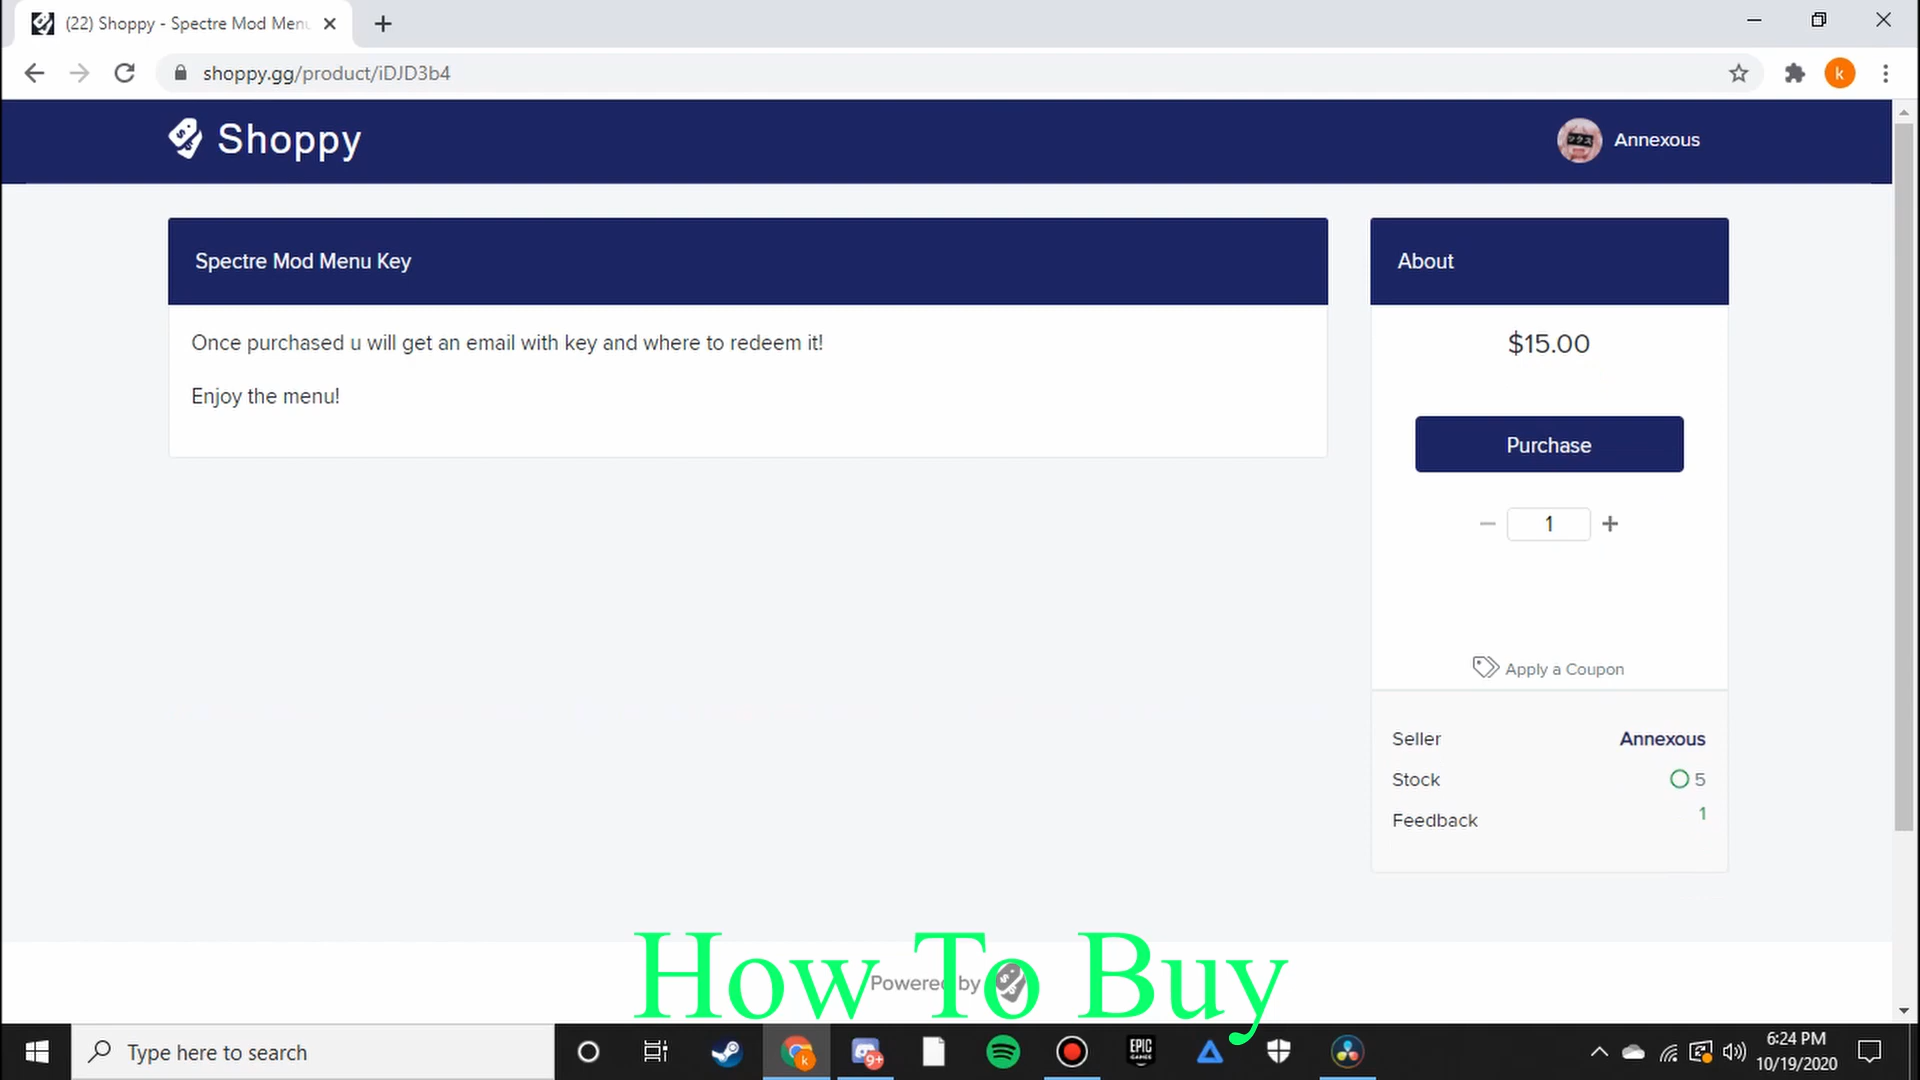 (22) Shoppy - Spectre Mod Menu
shoppy.gg/product/iDJD3b4
k
Shoppy
Annexous
Spectre Mod Menu Key
Once purchased u will get an email with key and where to redeem it!
Enjoy the menu!
About
$15.00
Purchase
1
Apply a Coupon
Seller
Annexous
Stock
5
Feedback
1
How To Buy
Powered by
Type here to search
k
9+
EPIC
GAMES
6:24 PM
10/19/2020